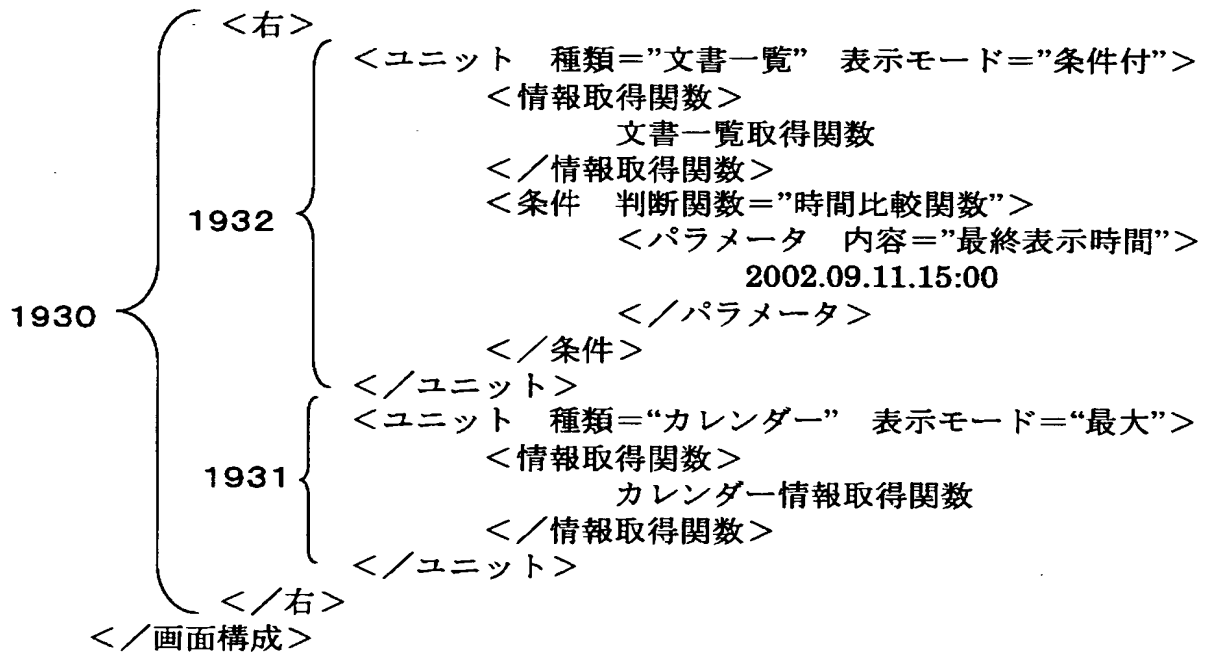 ＜右＞
＜ユニット　種類＝”文書一覧”　表示モード＝”条件付”＞
＜情報取得関数＞
文書一覧取得関数
＜／情報取得関数＞
＜条件　判断関数＝”時間比較関数”＞
1932
＜パラメータ　内容＝”最終表示時間”＞
2002.09.11.15:00
1930
＜／パラメータ＞
＜／条件＞
＜／ユニット＞
＜ユニット　種類＝“カレンダー”　表示モード＝“最大”＞
＜情報取得関数＞
1931
カレンダー情報取得関数
＜／情報取得関数＞
＜／ユニット＞
＜／右＞
＜／画面構成＞